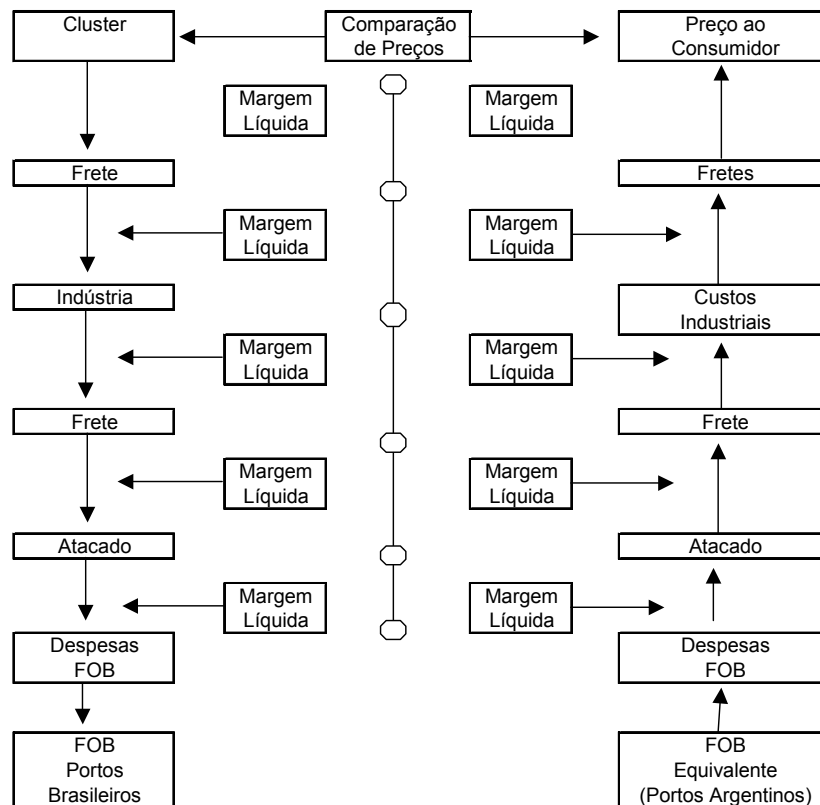 Cluster
Comparação
de Preços
Preço ao
Consumidor
Margem
Líquida
Margem
Líquida
Frete
Fretes
Margem
Líquida
Margem
Líquida
Indústria
Custos
Industriais
Margem
Líquida
Margem
Líquida
Frete
Frete
Margem
Líquida
Margem
Líquida
Atacado
Atacado
Margem
Líquida
Margem
Líquida
Despesas
FOB
Despesas
FOB
FOB
Portos
Brasileiros
FOB
Equivalente
(Portos Argentinos)